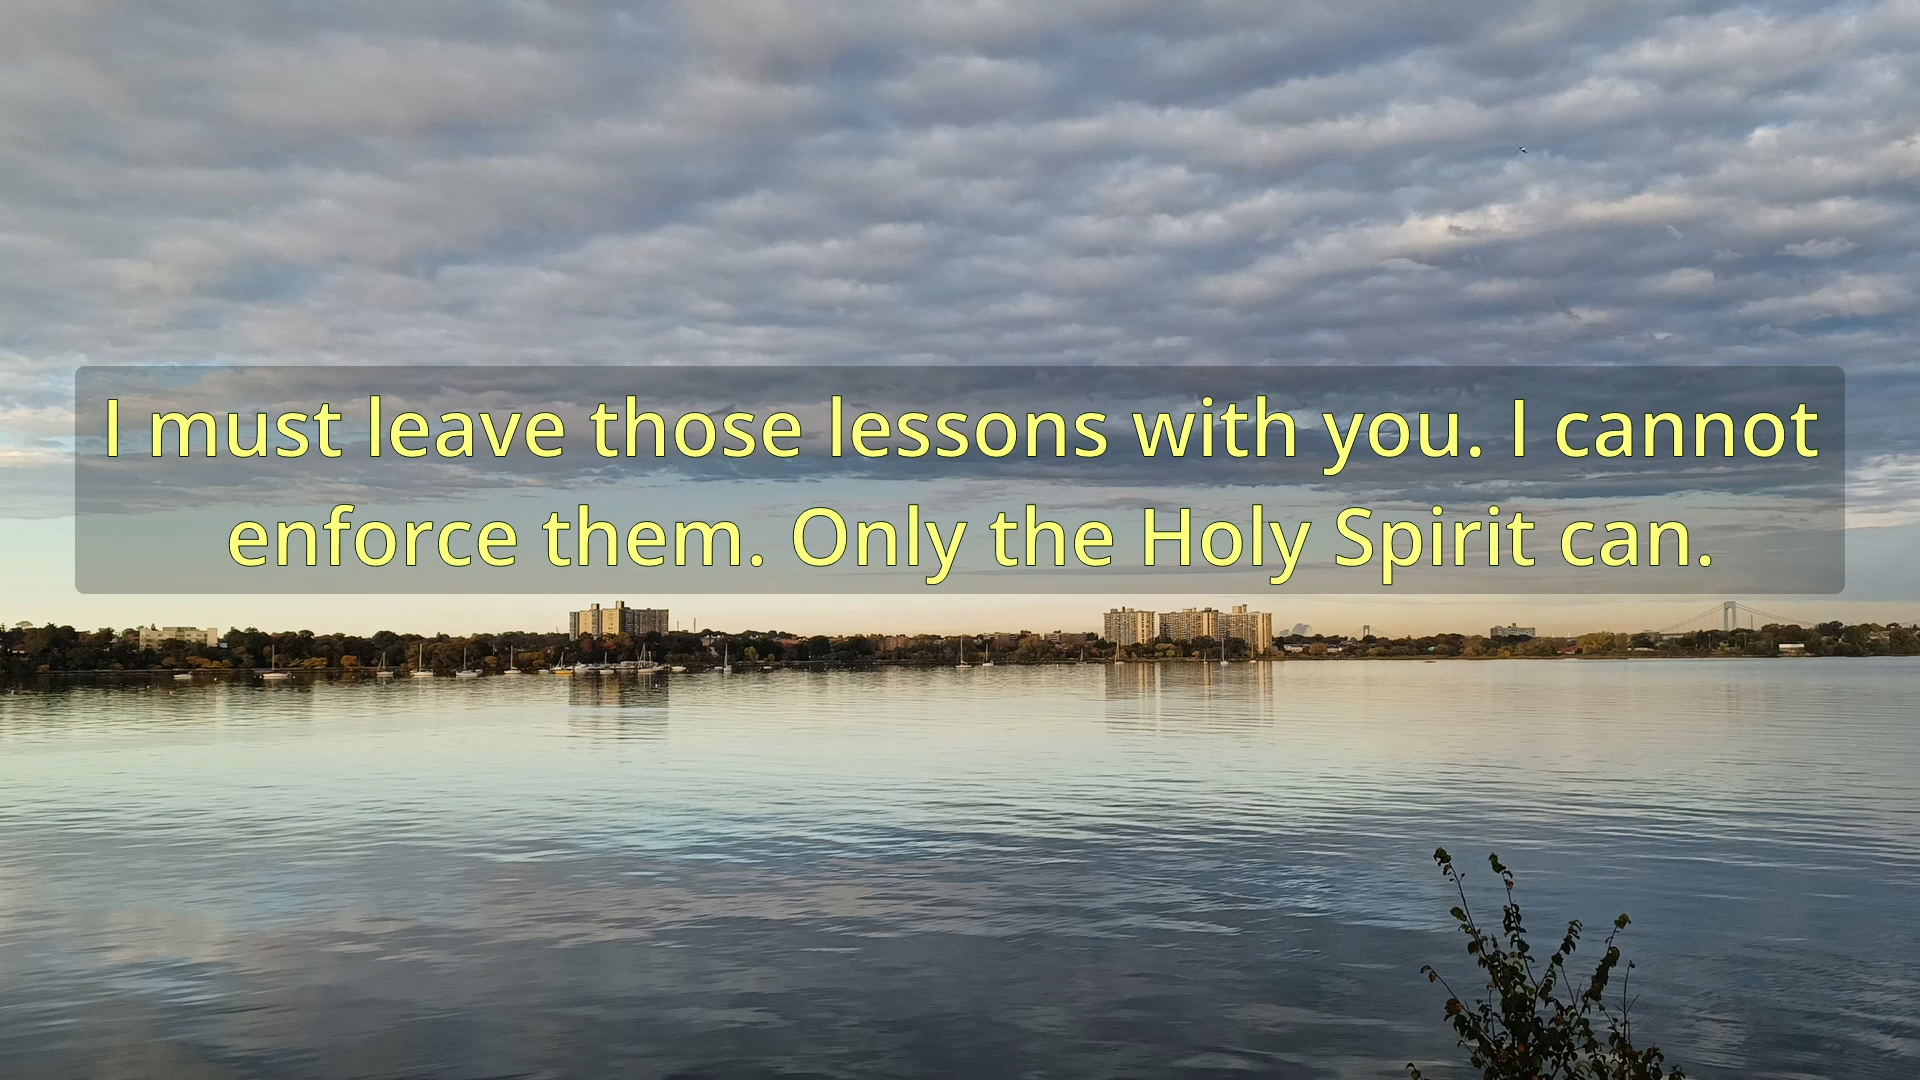 I must leave those lessons with you. I cannot
enforce them. Only the Holy Spirit can.